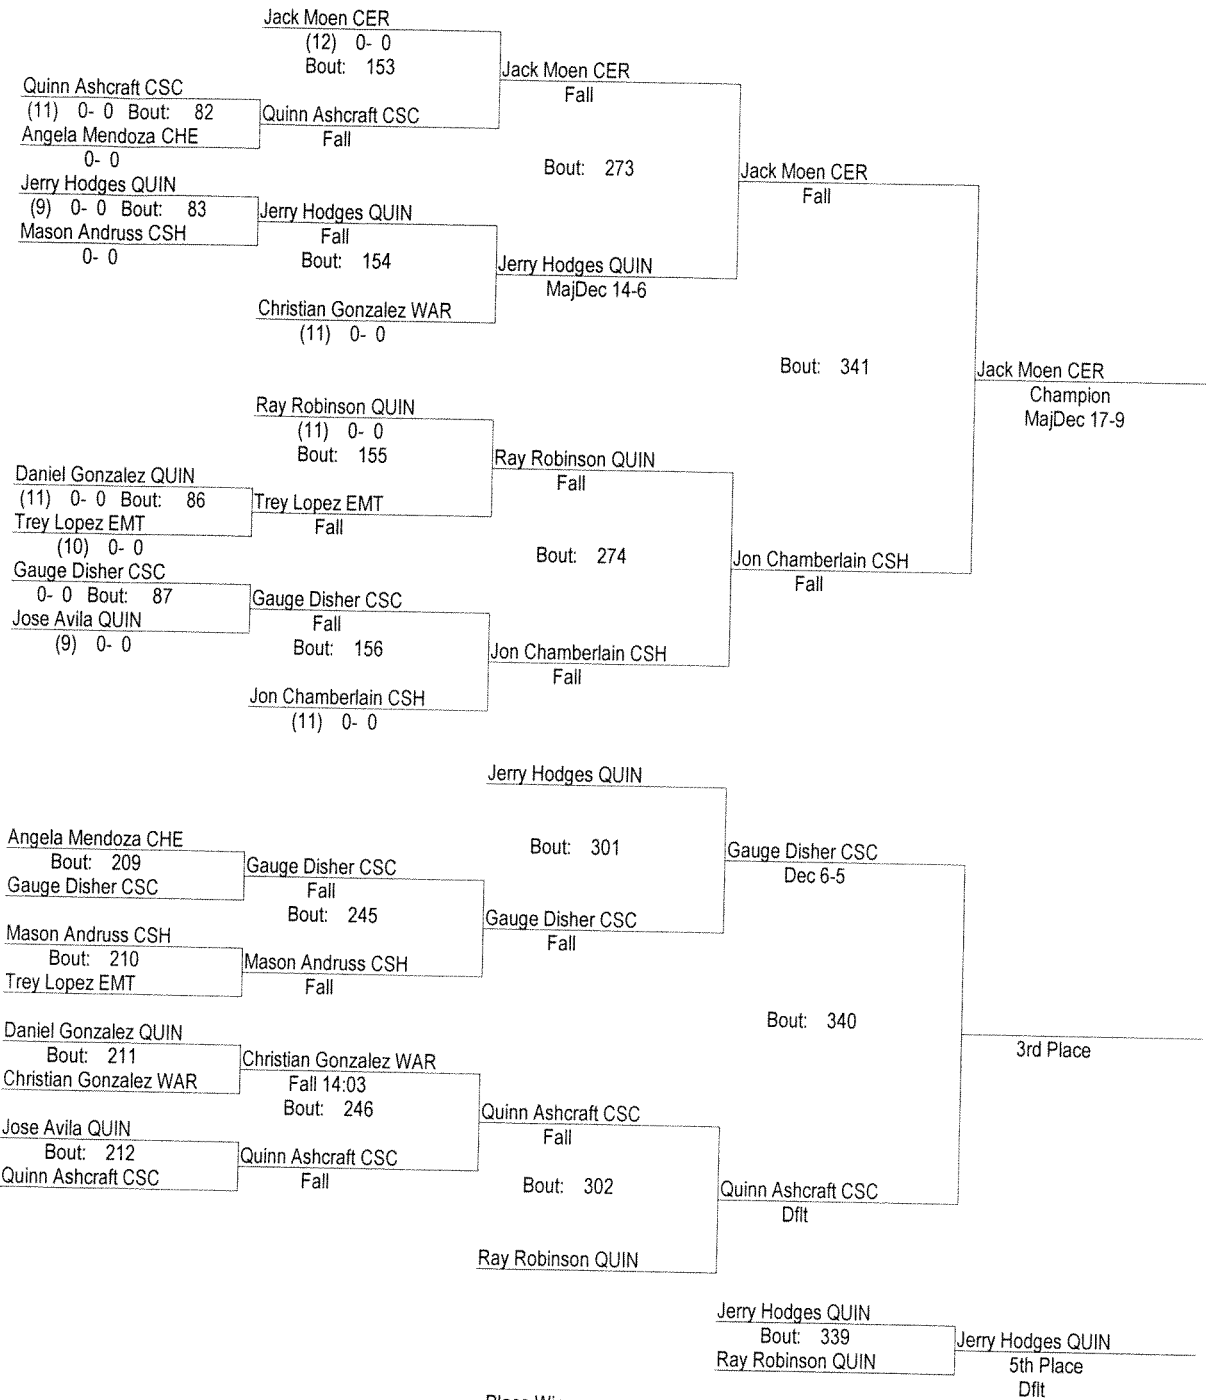 Jack Moen CER
(12) 0- 0
Bout: 153
Jack Moen CER
Fall
Quinn Ashcraft CSC
(11) 0- 0 Bout: 82
Quinn Ashcraft CSC
Fall
Angela Mendoza CHE
0- 0
Bout: 273
Jack Moen CER
Fall
Jerry Hodges QUIN
(9) 0- 0 Bout: 83
Jerry Hodges QUIN
Fall
Mason Andruss CSH
0- 0
Bout: 154
Jerry Hodges QUIN
MajDec 14-6
Christian Gonzalez WAR
(11) 0- 0
Bout: 341
Jack Moen CER
Champion
MajDec 17-9
Ray Robinson QUIN
(11) 0- 0
Bout: 155
Ray Robinson QUIN
Fall
Daniel Gonzalez QUIN
(11) 0- 0 Bout: 86
Trey Lopez EMT
Fall
Trey Lopez EMT
(10) 0- 0
Bout: 274
Jon Chamberlain CSH
Fall
Gauge Disher CSC
0- 0 Bout: 87
Gauge Disher CSC
Fall
Jose Avila QUIN
(9) 0- 0
Bout: 156
Jon Chamberlain CSH
Fall
Jon Chamberlain CSH
(11) 0- 0
Jerry Hodges QUIN
Bout: 301
Gauge Disher CSC
Dec 6-5
Angela Mendoza CHE
Bout: 209
Gauge Disher CSC
Gauge Disher CSC
Fall
Bout: 245
Gauge Disher CSC
Fall
Mason Andruss CSH
Bout: 210
Trey Lopez EMT
Mason Andruss CSH
Fall
Bout: 340
3rd Place
Daniel Gonzalez QUIN
Bout: 211
Christian Gonzalez WAR
Christian Gonzalez WAR
Fall 14:03
Bout: 246
Quinn Ashcraft CSC
Fall
Jose Avila QUIN
Bout: 212
Quinn Ashcraft CSC
Quinn Ashcraft CSC
Fall
Bout: 302
Quinn Ashcraft CSC
Dflt
Ray Robinson QUIN
Jerry Hodges QUIN
Bout: 339
Ray Robinson QUIN
Jerry Hodges QUIN
5th Place
Dflt
Place